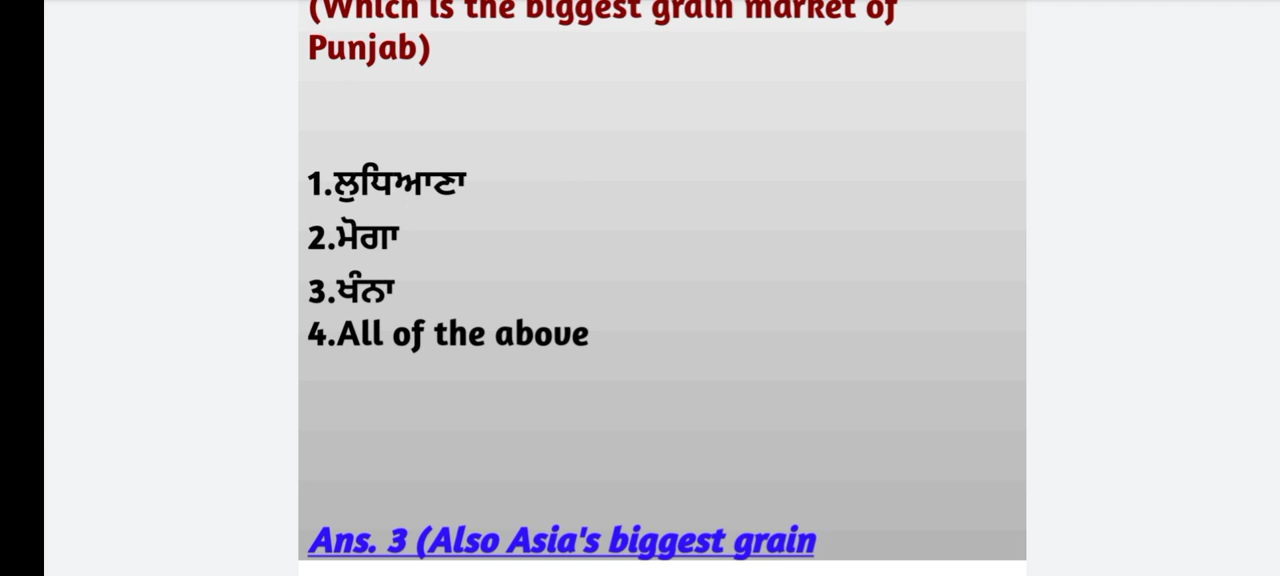 (Which is the biggest grain market of
Punjab)
1.ਲੁਧਿਆਣਾ
2.ਮੋਗਾ
3.ਖੰਨਾ
4.All of the above
Ans. 3 (Also Asia's biggest grain